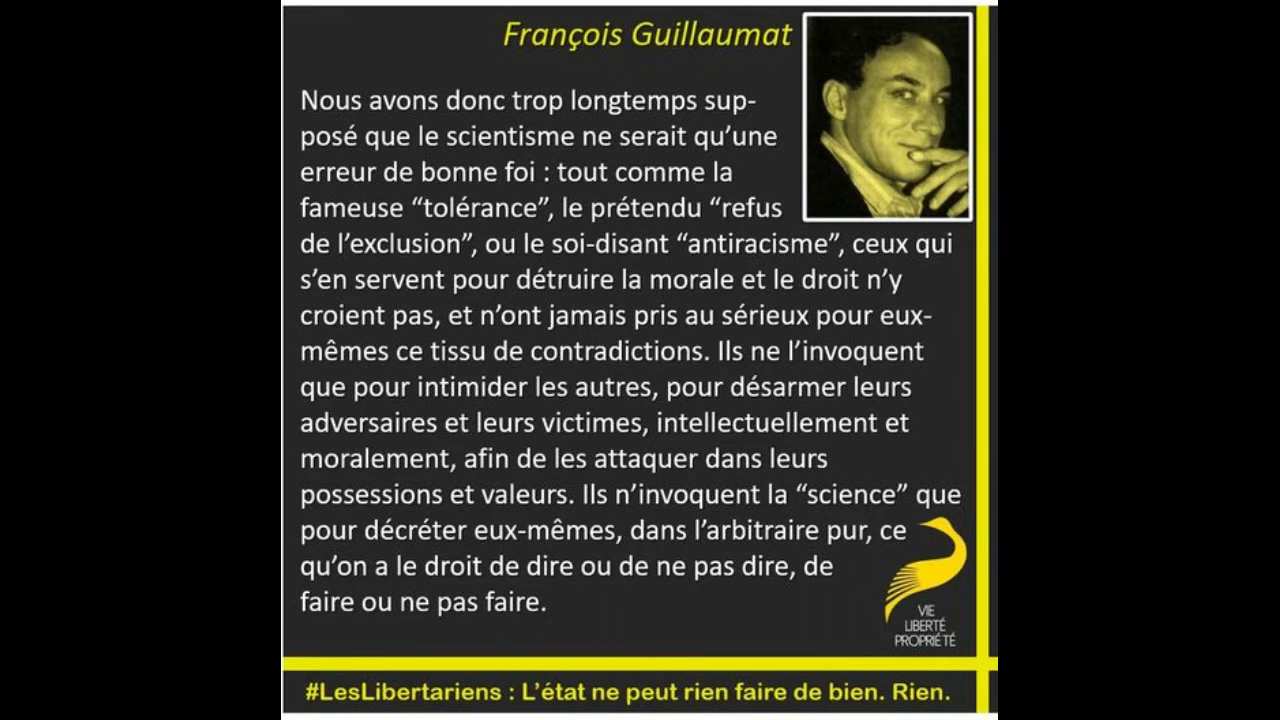 François Guillaumat
Nous avons donc trop longtemps sup-
posé que le scientisme ne serait qu’une
erreur de bonne foi : tout comme la
fameuse “tolérance”, le prétendu “refus
de l’exclusion”, ou le soi-disant “antiracisme”, ceux qui
s’en servent pour détruire la morale et le droit n’y
croient pas, et n’ont jamais pris au sérieux pour eux-
mêmes ce tissu de contradictions. Ils ne l’invoquent
que pour intimider les autres, pour désarmer leurs
adversaires et leurs victimes, intellectuellement et
moralement, afin de les attaquer dans leurs
possessions et valeurs. Ils n’invoquent la “science” que
pour décréter eux-mêmes, dans l’arbitraire pur, ce
qu’on a le droit de dire ou de ne pas dire, de
faire ou ne pas faire.
VIE
LIBERTÉ
PROPRIÉTÉ
#LesLibertariens : L’état ne peut rien faire de bien. Rien.